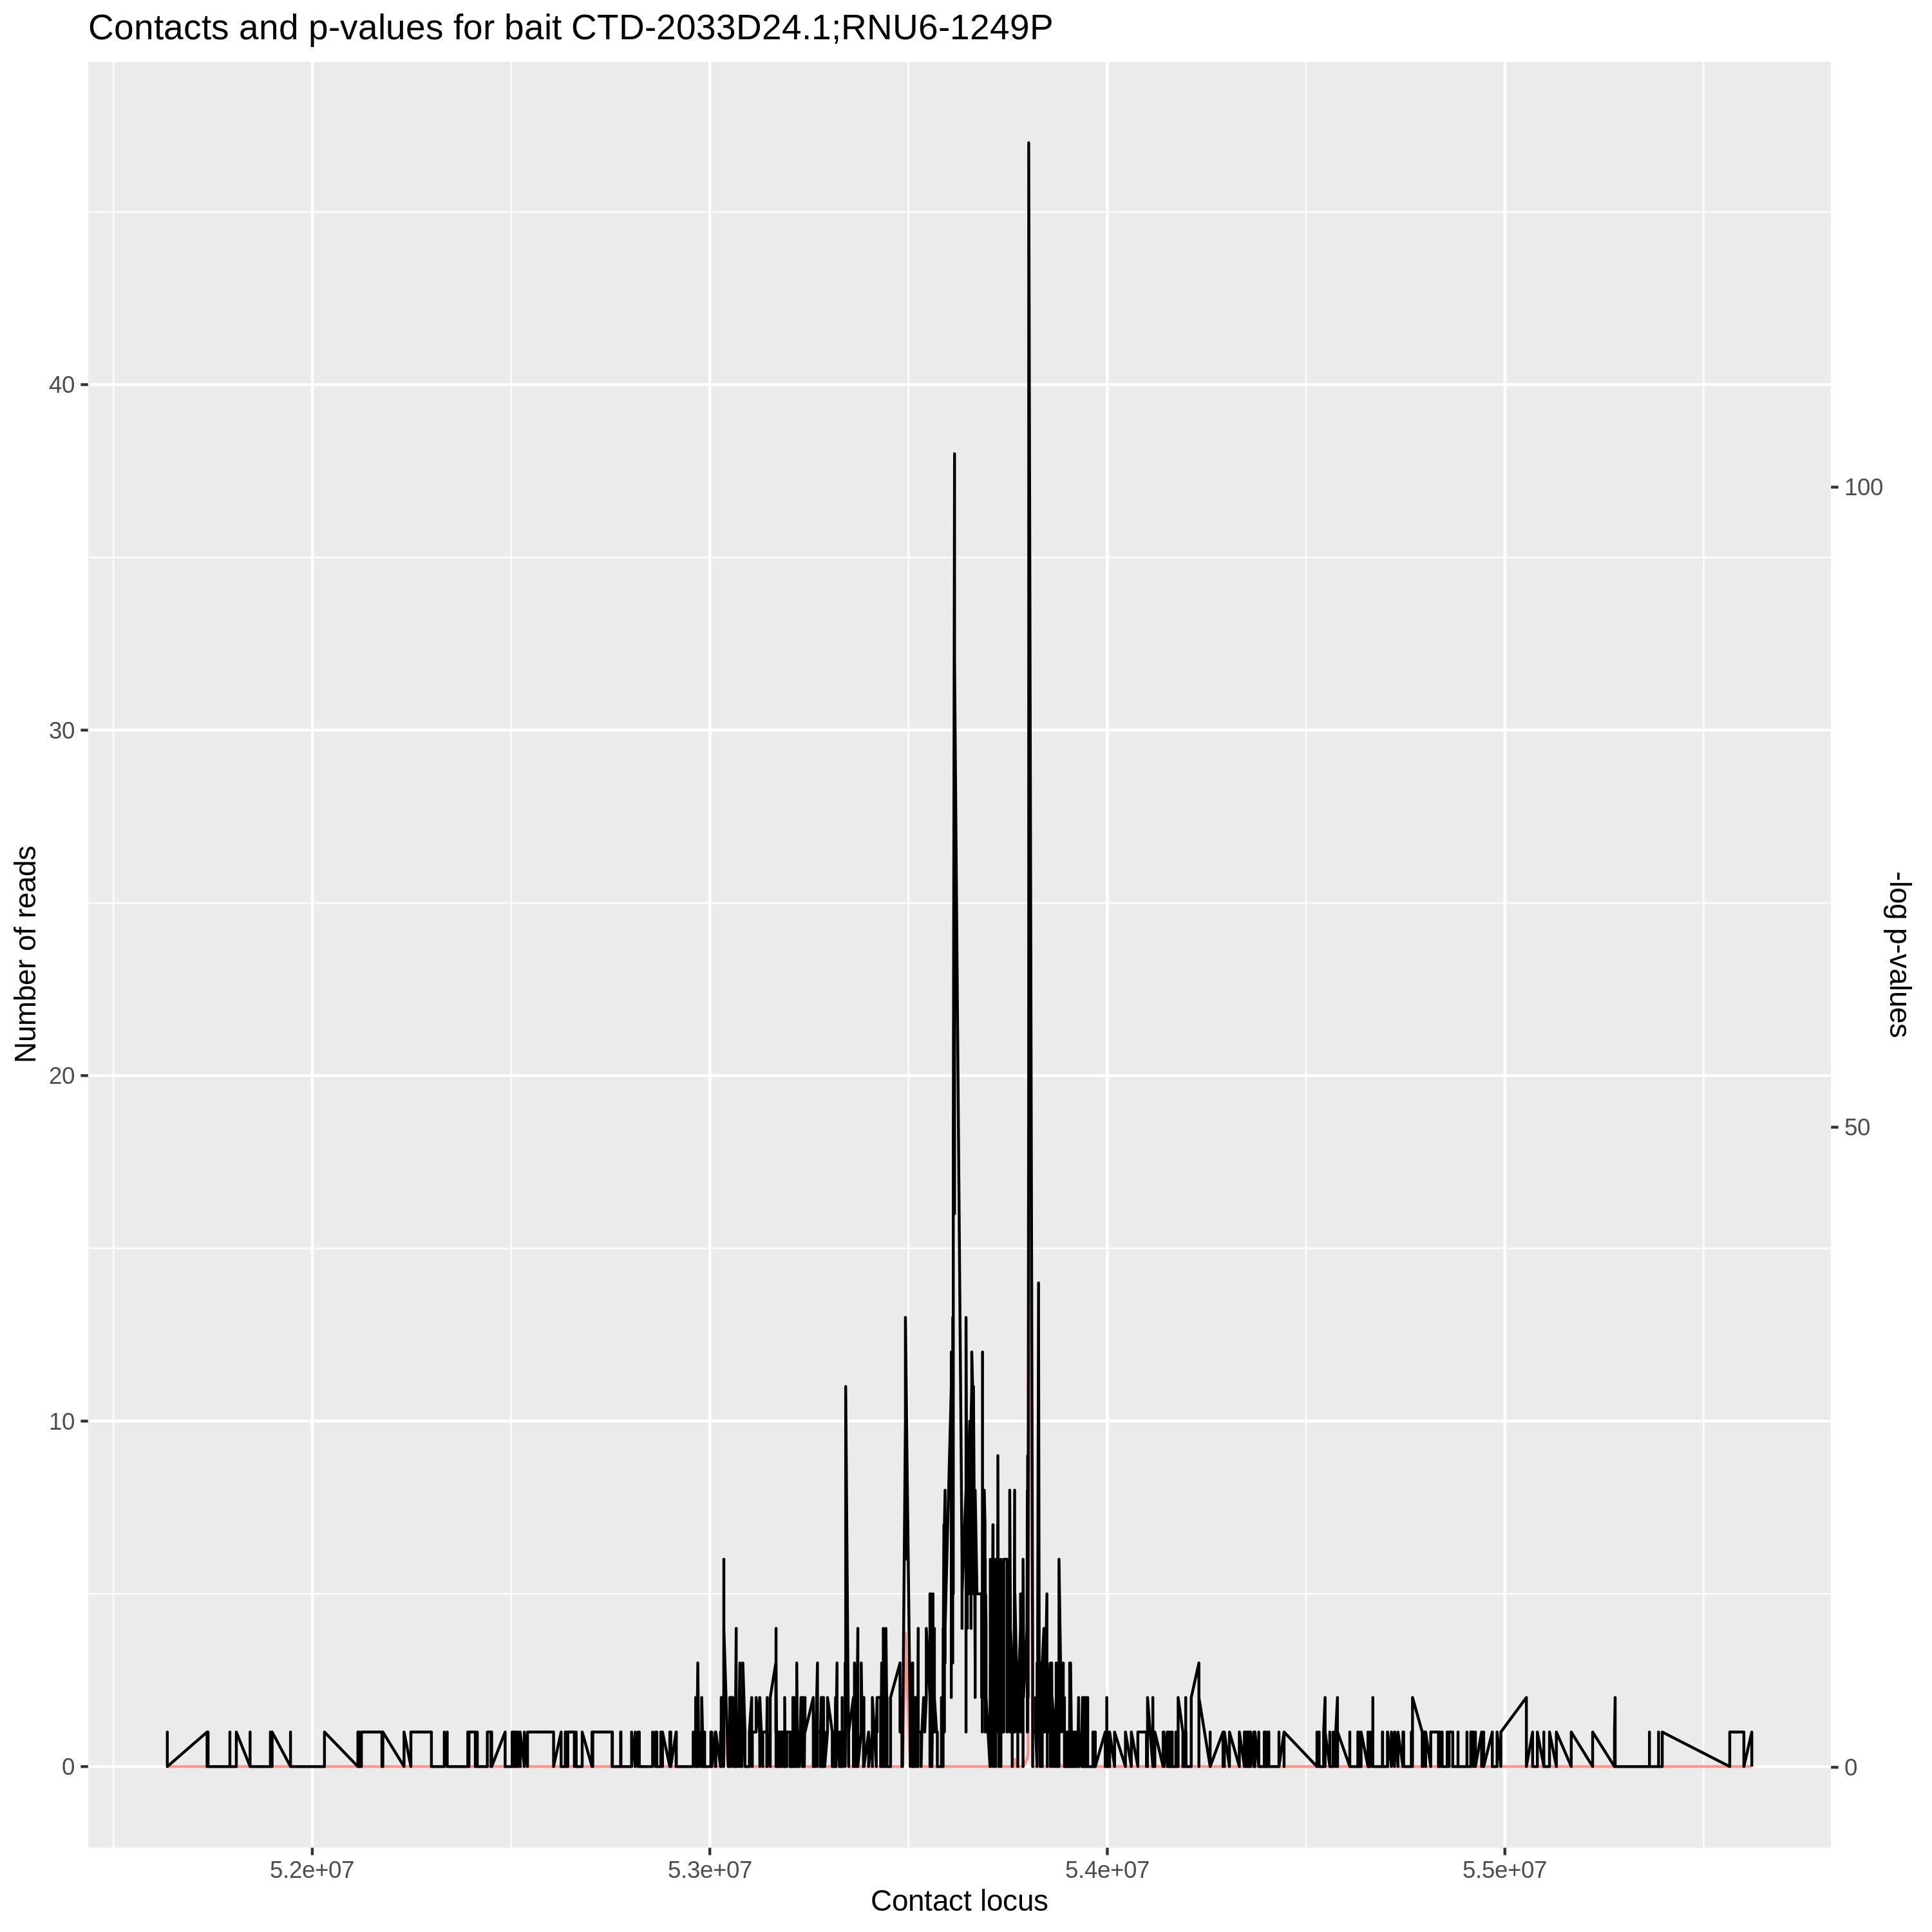 Contacts and p-values for bait CTD-2033D24.1;RNU6-1249P
Number of reads
40
30
20
10
0
100
50
0
-log p-values
5.2e+07 5.3e+07 5.4e+07 5.5e+07
Contact locus